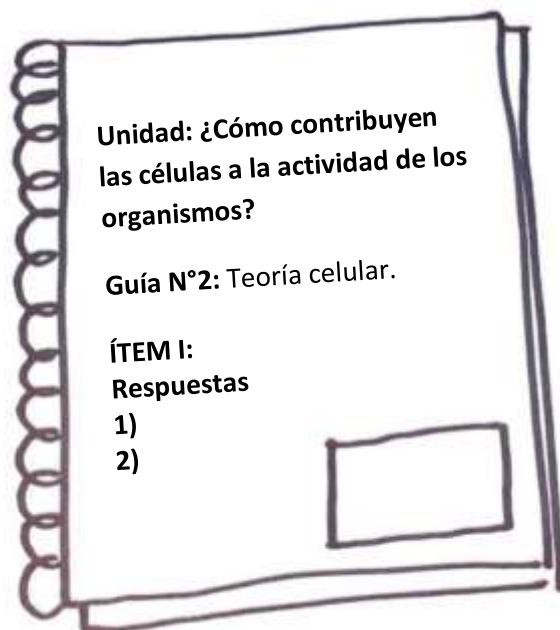 Unidad: ¿Cómo contribuyen
las células a la actividad de los
organismos?
Guía N°2: Teoría celular.
ÍTEM I:
Respuestas
1)
2)